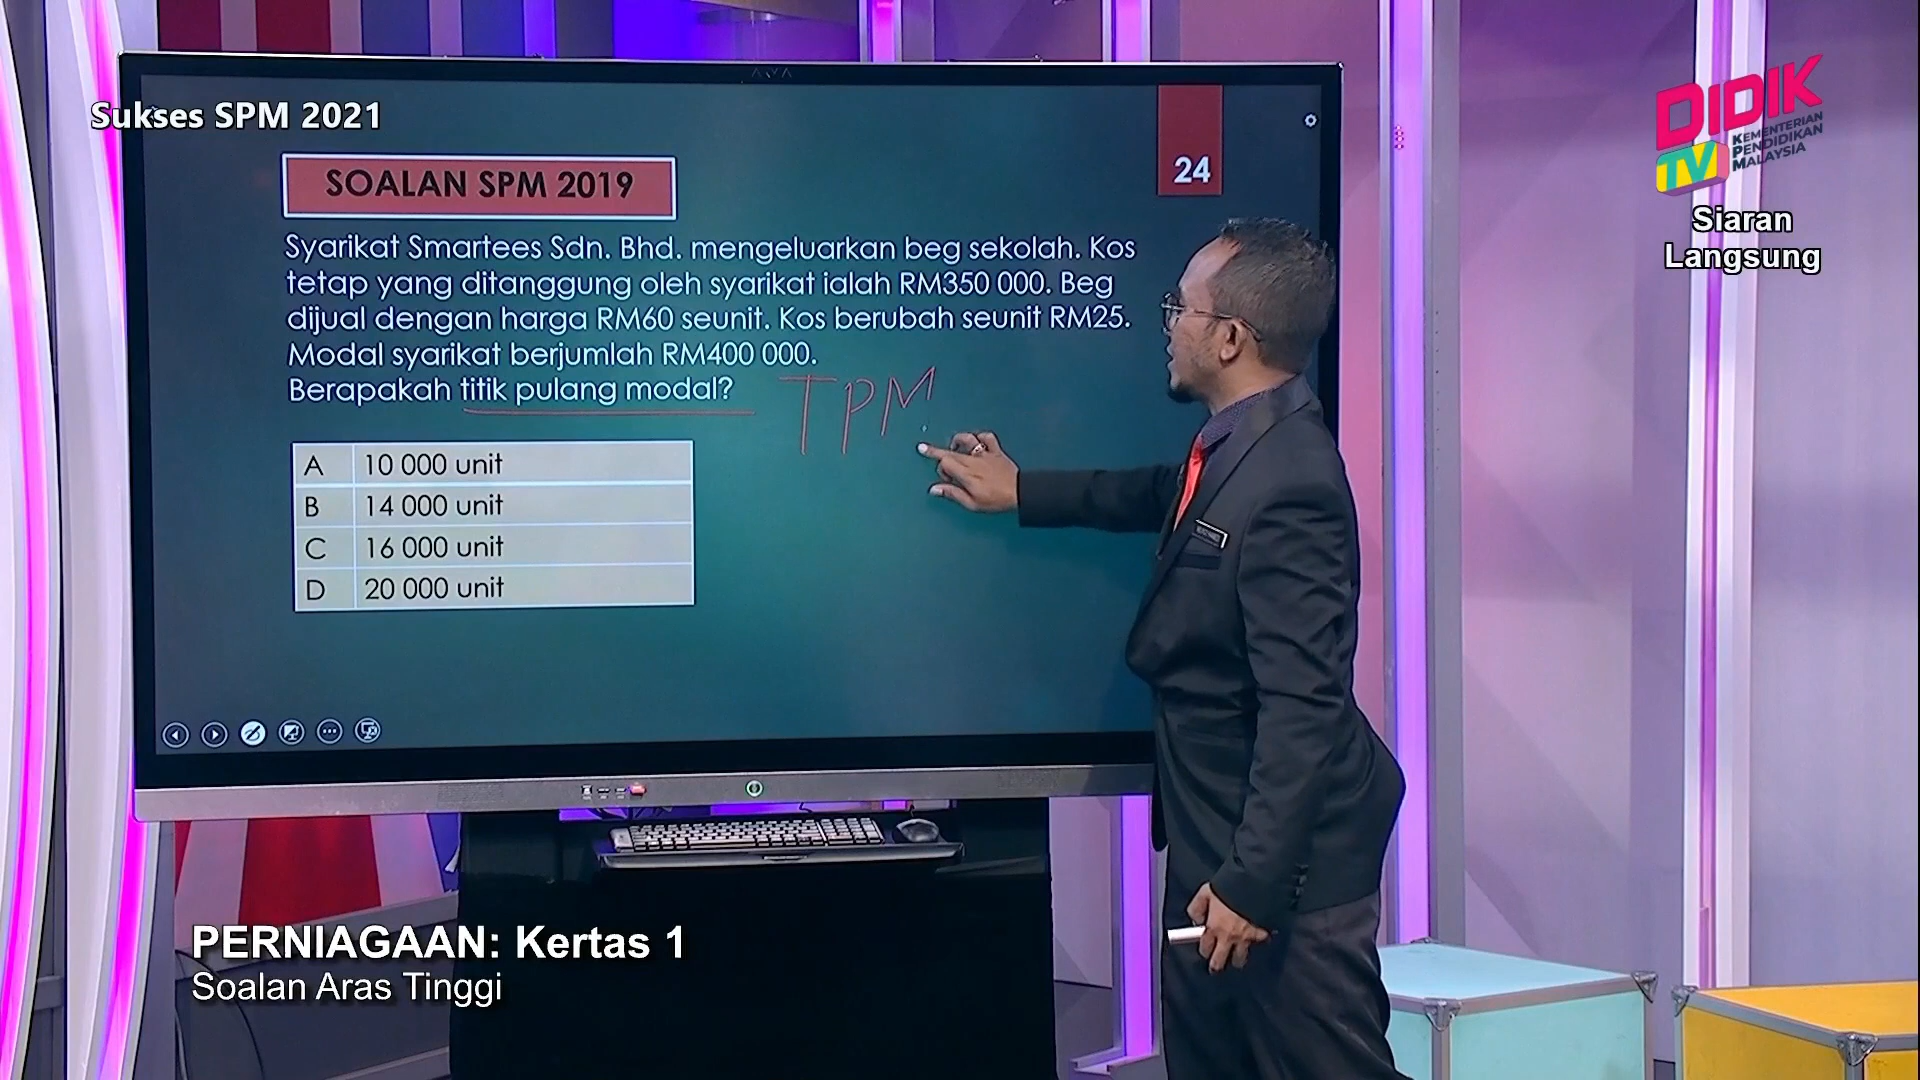 Sukses SPM 2021
SOALAN SPM 2019
24
Syarikat Smartees Sdn. Bhd. mengeluarkan beg sekolah. Kos
tetap yang ditanggung oleh syarikat ialah RM350 000. Beg
dijual dengan harga RM60 seunit. Kos berubah seunit RM25.
Modal syarikat berjumlah RM400 000.
Berapakah titik pulang modal?
TPM
A 10 000 unit
B 14 000 unit
C 16 000 unit
D 20 000 unit
DIDIK
TV
KEMENTERIAN
PENDIDIKAN
MALAYSIA
Siaran
Langsung
PERNIAGAAN: Kertas 1
Soalan Aras Tinggi